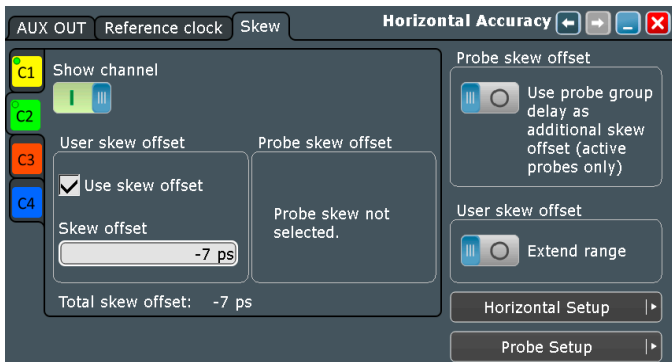 AUX OUT
Reference clock
Skew
Horizontal Accuracy
C1
C2
C3
C4
Show channel
User skew offset
Use skew offset
Skew offset
-7 ps
Probe skew offset
Probe skew not
selected.
Total skew offset: -7 ps
Probe skew offset
Use probe group
delay as
additional skew
offset (active
probes only)
User skew offset
Extend range
Horizontal Setup
Probe Setup